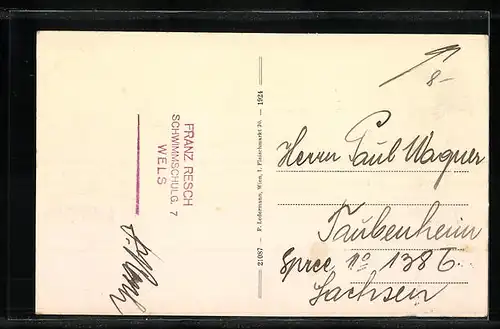 FRANZ RESCH
SCHWIMMSCHULG. 7
WELS
21087 - P. Ledermann, Wien, I. Fleischmarkt 20. - 1924
8-
Herrn Paul Wagner
Taubenheim
Spree No 138 G.
Sachsen